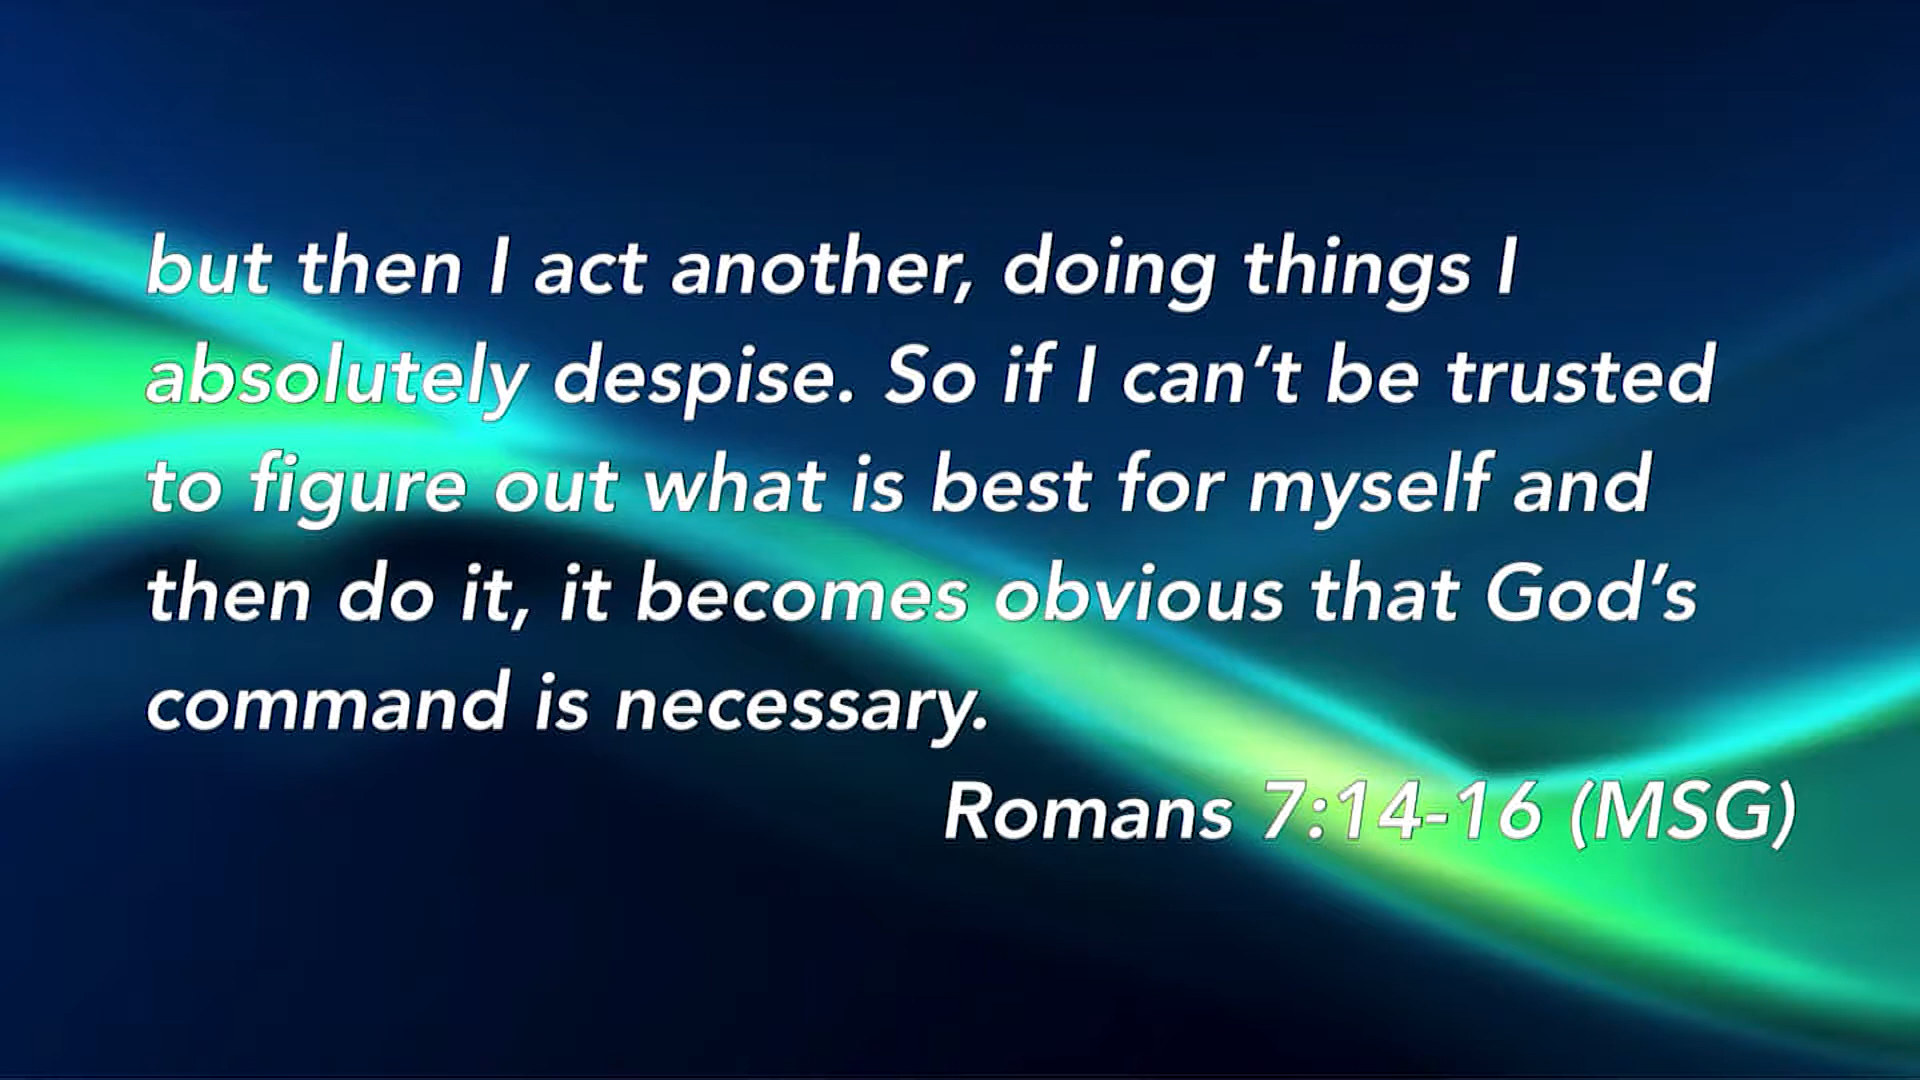 but then I act another, doing things I
absolutely despise. So if I can’t be trusted
to figure out what is best for myself and
then do it, it becomes obvious that God’s
command is necessary.
Romans 7:14-16 (MSG)